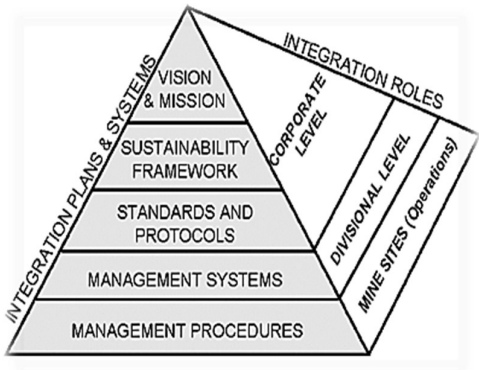 INTEGRATION PLANS & SYSTEMS
VISION
& MISSION
SUSTAINABILITY
FRAMEWORK
STANDARDS AND
PROTOCOLS
MANAGEMENT SYSTEMS
MANAGEMENT PROCEDURES
INTEGRATION ROLES
CORPORATE
LEVEL
DIVISIONAL LEVEL
MINE SITES (Operations)